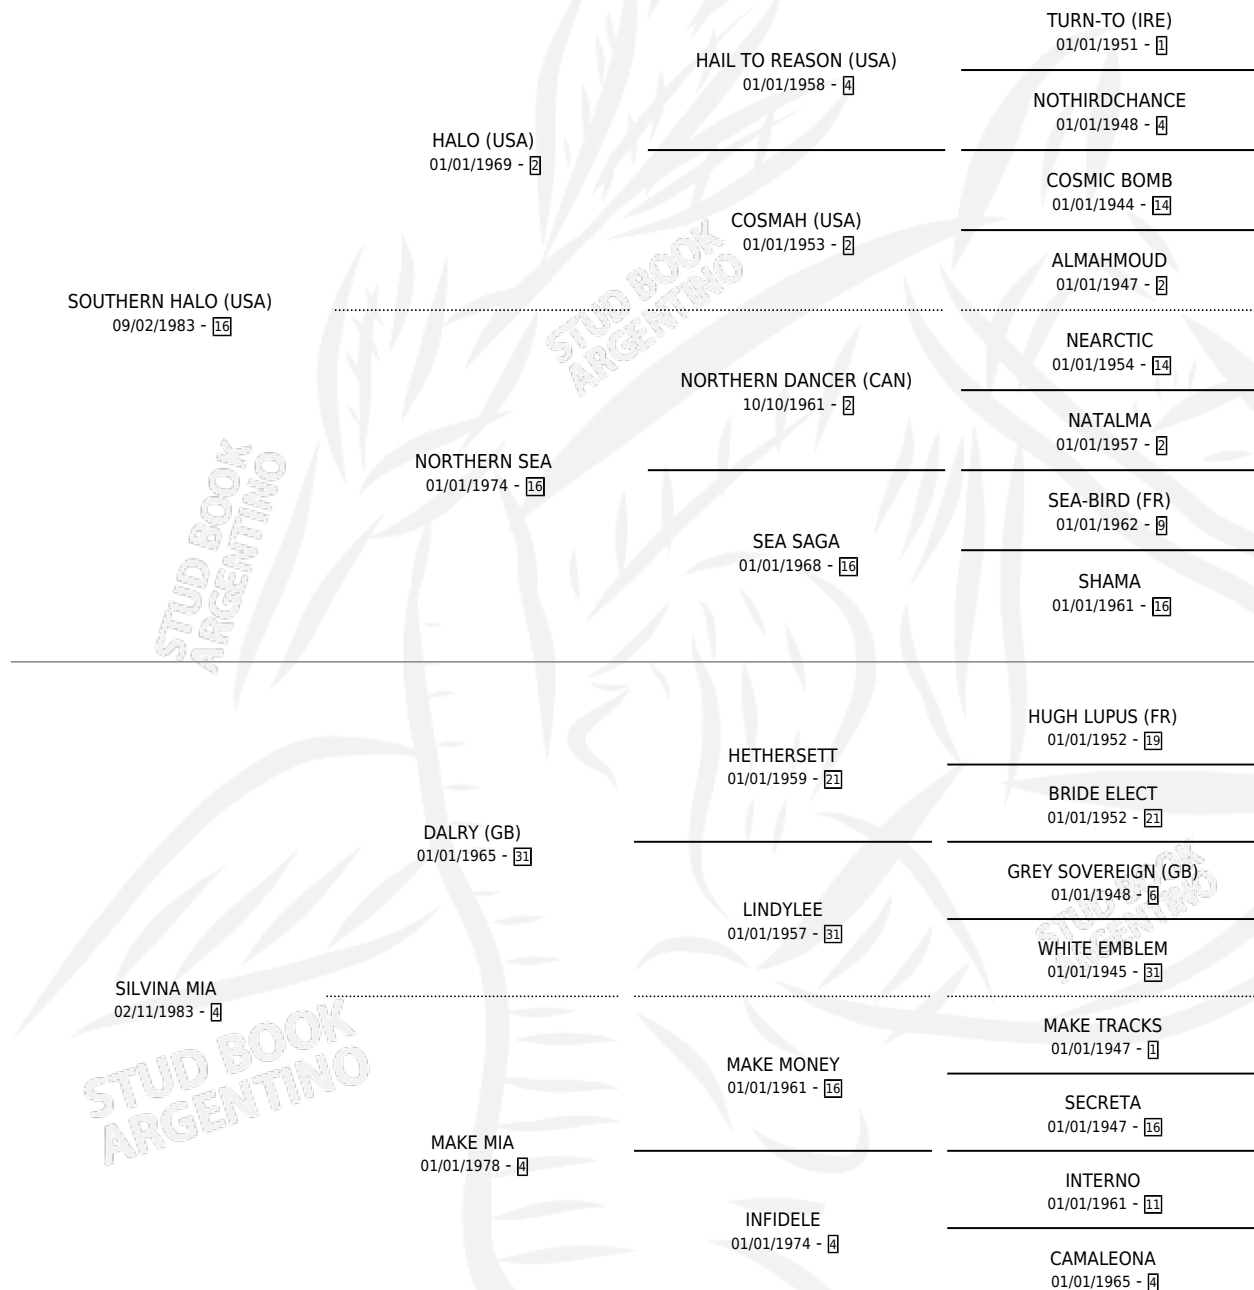 TURN-TO (IRE)
01/01/1951 - 1
HAIL TO REASON (USA)
01/01/1958 - 4
NOTHIRDCHANCE
01/01/1948 - 4
HALO (USA)
01/01/1969 - 2
COSMIC BOMB
01/01/1944 - 14
COSMAH (USA)
01/01/1953 - 2
ALMAHMOUD
01/01/1947 - 2
SOUTHERN HALO (USA)
09/02/1983 - 16
STUD BOOK
ARGENTINO
NEARCTIC
01/01/1954 - 14
NORTHERN DANCER (CAN)
10/10/1961 - 2
NATALMA
01/01/1957 - 2
NORTHERN SEA
01/01/1974 - 16
SEA-BIRD (FR)
01/01/1962 - 9
SEA SAGA
01/01/1968 - 16
SHAMA
01/01/1961 - 16
STUD BOOK
ARGENTINO
HUGH LUPUS (FR)
01/01/1952 - 19
HETHERSETT
01/01/1959 - 21
BRIDE ELECT
01/01/1952 - 21
DALRY (GB)
01/01/1965 - 31
GREY SOVEREIGN (GB)
01/01/1948 - 6
LINDYLEE
01/01/1957 - 31
WHITE EMBLEM
01/01/1945 - 31
STUD BOOK
ARGENTINO
SILVINA MIA
02/11/1983 - 4
MAKE TRACKS
01/01/1947 - 1
MAKE MONEY
01/01/1961 - 16
SECRETA
01/01/1947 - 16
STUD BOOK
ARGENTINO
MAKE MIA
01/01/1978 - 4
INTERNO
01/01/1961 - 11
INFIDELE
01/01/1974 - 4
CAMALEONA
01/01/1965 - 4